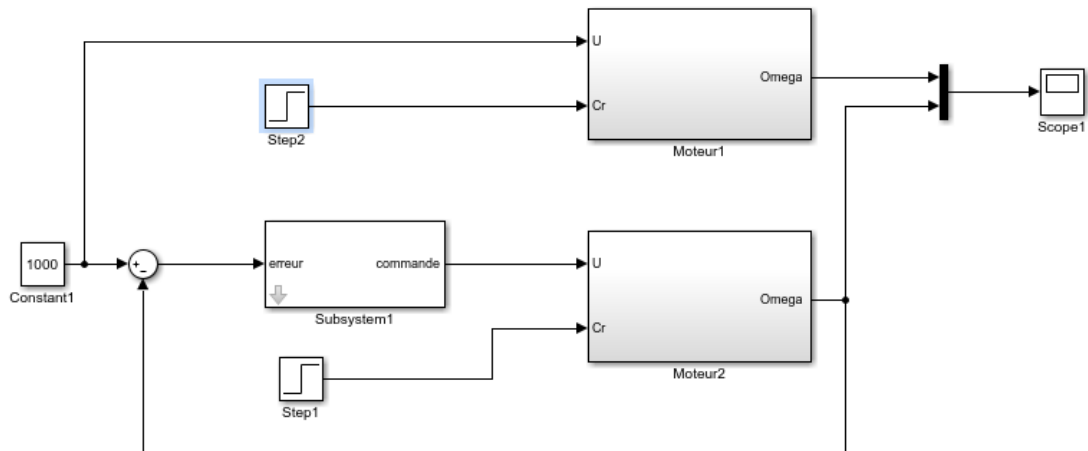 U
Omega
Cr
Step2
Moteur1
Scope1
1000
+
-
Constant1
erreur
commande
Subsystem1
U
Omega
Cr
Moteur2
Step1